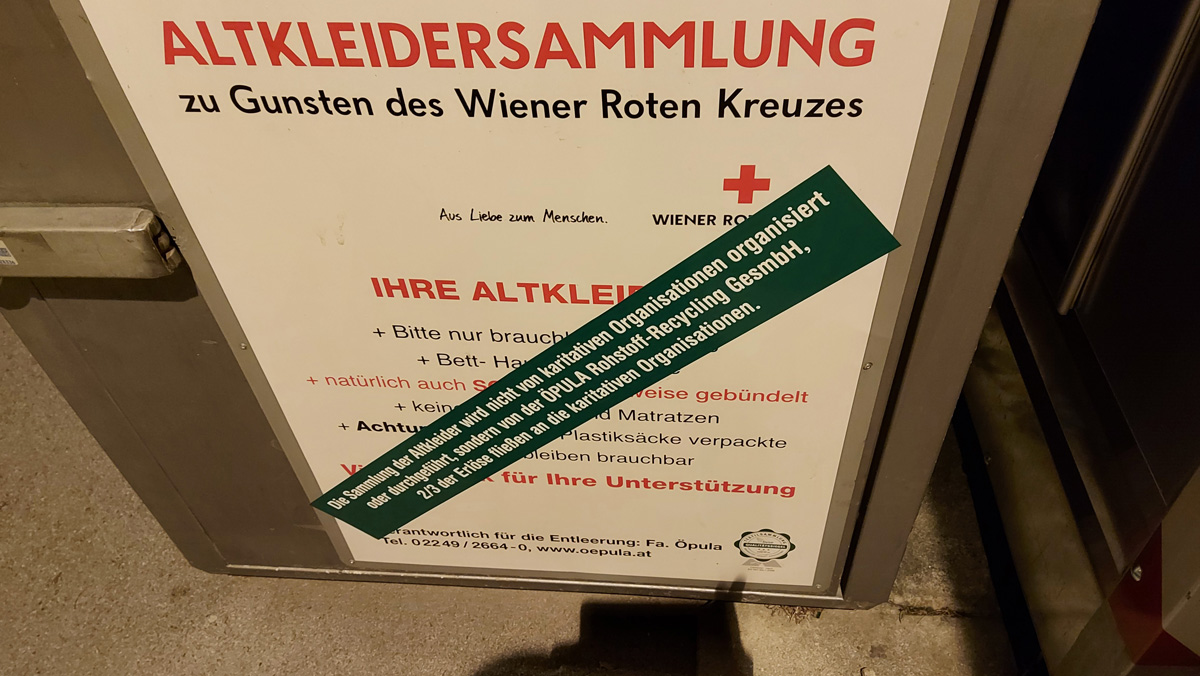 ALTKLEIDERSAMMLUNG
zu Gunsten des Wiener Roten Kreuzes
Aus Liebe zum Menschen.
WIENER RO
IHRE ALTKLEI
+ Bitte nur brauch
+ Bett- Ha
+ natürlich auch weise gebündelt
+ kein Matratzen
+ Achtu Plastiksäcke verpackte
bleiben brauchbar
k für Ihre Unterstützung
Die Sammlung der Altkleider wird nicht von karitativen Organisationen organisiert
oder durchgeführt, sondern von der ÖPULA Rohstoff-Recycling GesmbH,
2/3 der Erlöse fließen an die karitativen Organisationen.
rantwortlich für die Entleerung: Fa. Öpula
Tel. 02249/2664-0, www.oepula.at